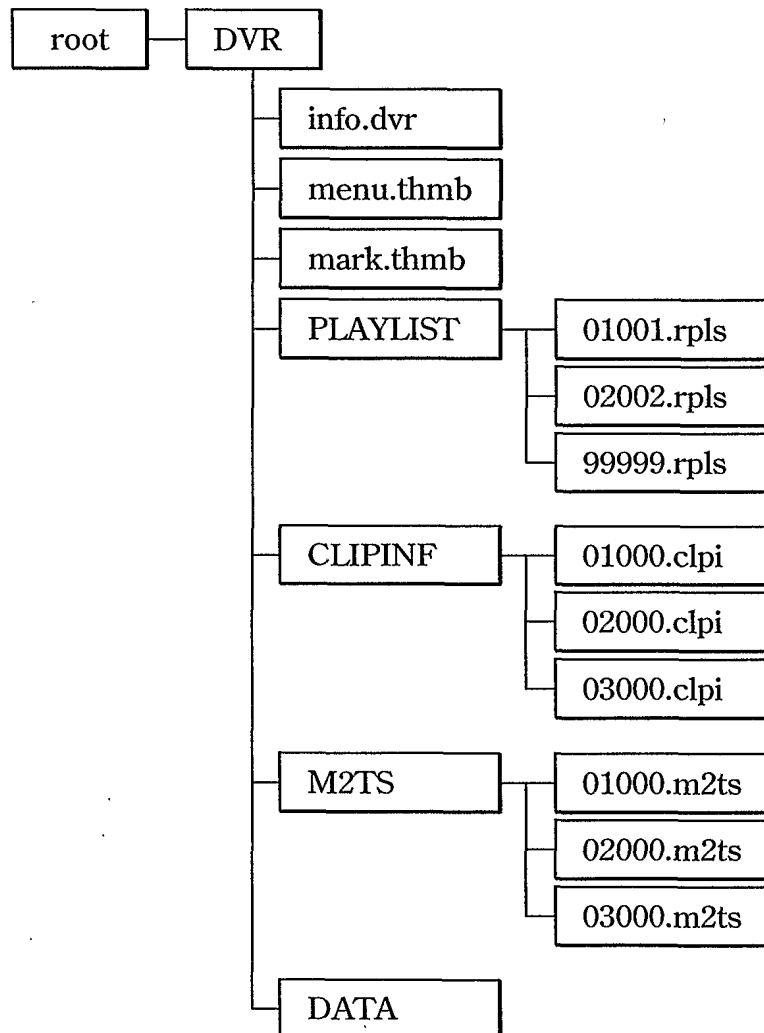 root DVR
info.dvr
menu.thmb
mark.thmb
PLAYLIST 01001.rpls
02002.rpls
99999.rpls
CLIPINF 01000.clpi
02000.clpi
03000.clpi
M2TS 01000.m2ts
02000.m2ts
03000.m2ts
DATA